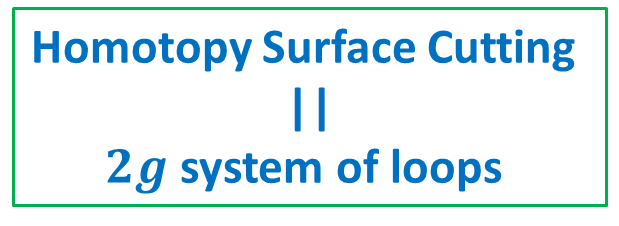 Homotopy Surface Cutting
||
2g system of loops